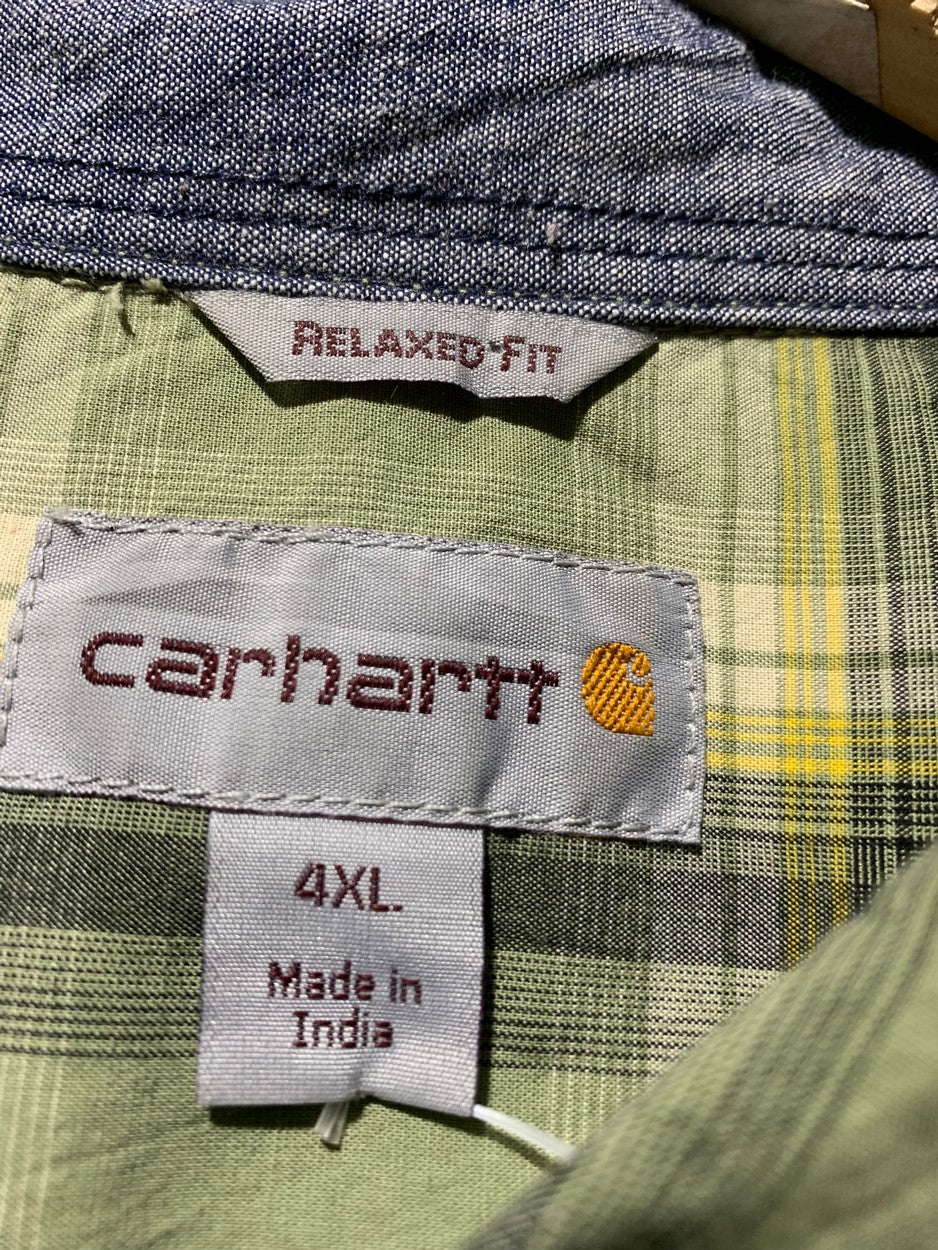 RELAXED FIT
carhartt
4XL.
Made in
India